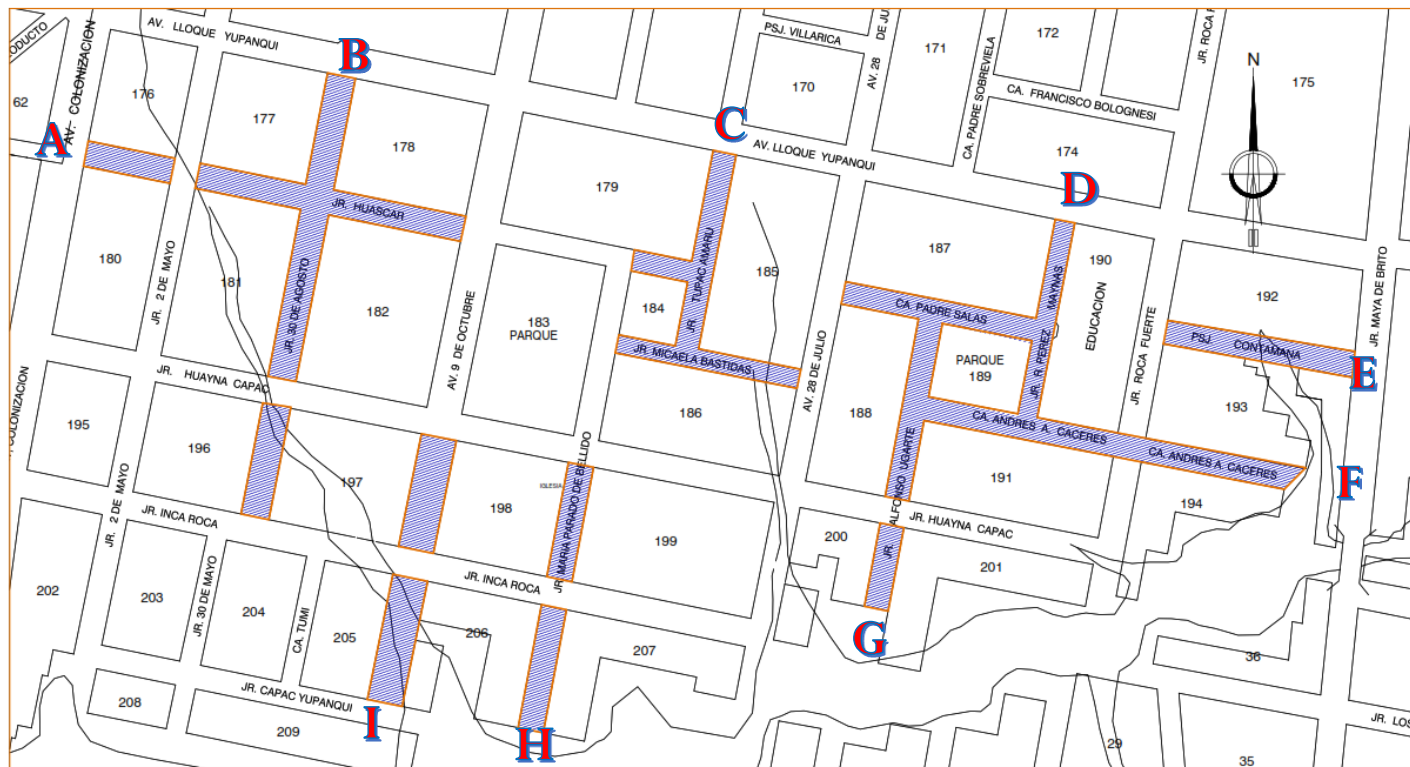 AV. LLOQUE YUPANQUI
B
PSJ. VILLARICA
172
171
170
175
N
62
176
177
A
AV. COLONIZACION
178
C
AV. LLOQUE YUPANQUI
CA. PADRE SOBREVIELA
CA. FRANCISCO BOLOGNESI
174
D
179
JR. HUASCAR
187
190
EDUCACION
180
JR. 2 DE MAYO
181
JR. 30 DE AGOSTO
182
AV. 9 DE OCTUBRE
183
PARQUE
184
JR. TUPAC AMARU
185
JR. MICAELA BASTIDAS
AV. 28 DE JULIO
CA. PADRE SALAS
JR. R. PEREZ MAYNAS
PARQUE
189
JR. ROCA FUERTE
192
JR. MAYA DE BRITO
PSJ. CONTAMANA
E
JR. HUAYNA CAPAC
186
188
193
195
196
197
198
IGLESIA
JR. MARIA PARADO DE BELLIDO
199
CA. ANDRES A. CACERES
CA. ANDRES A. CACERES
JR. ALFONSO UGARTE
191
F
194
JR. 2 DE MAYO
JR. INCA ROCA
JR. INCA ROCA
200
JR. HUAYNA CAPAC
201
202
203
JR. 30 DE MAYO
204
CA. TUMI
205
206
207
G
36
208
JR. CAPAC YUPANQUI
209
I
H
29
35
JR. LOS